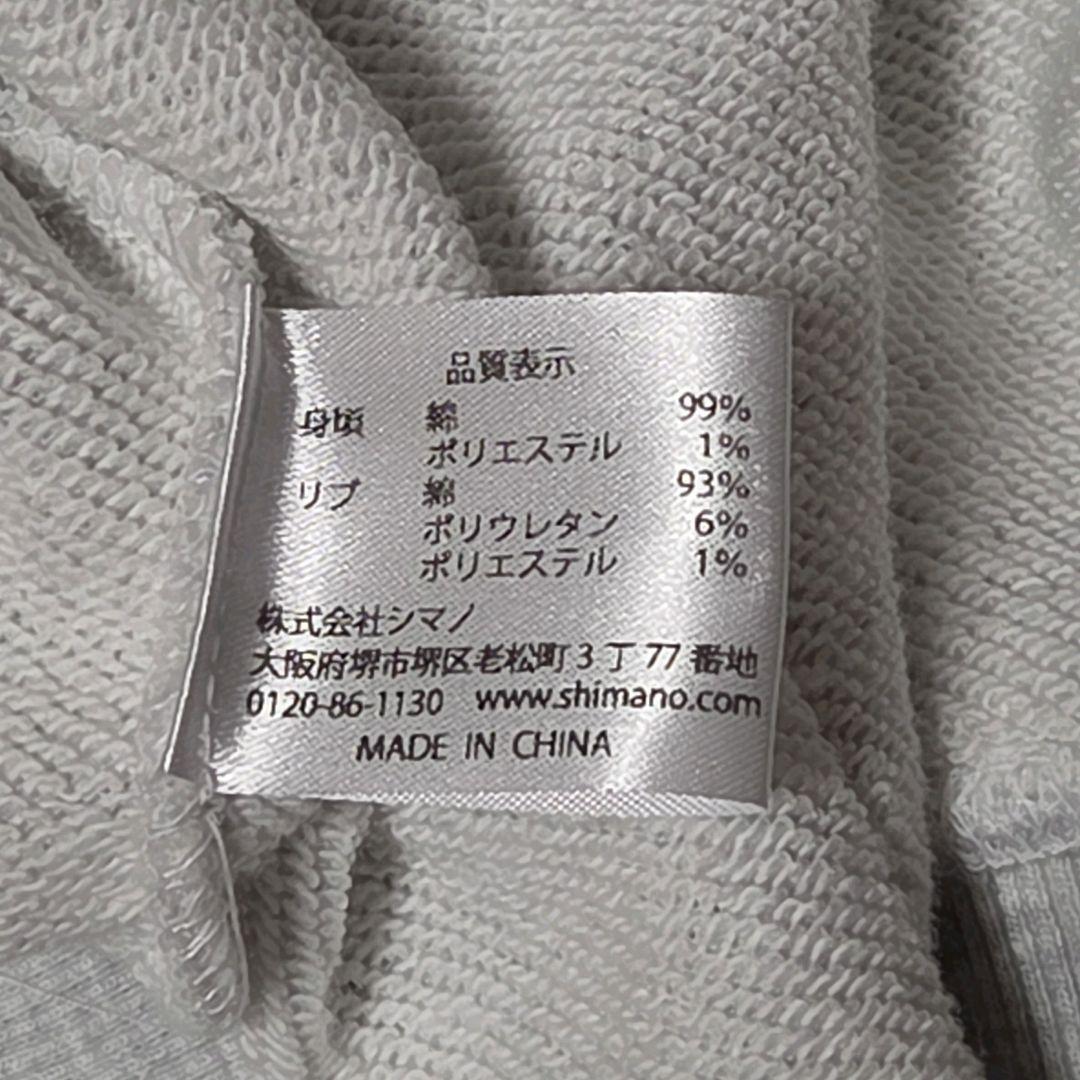 品質表示
身頃 綿 99%
ポリエステル 1%
リブ 綿 93%
ポリウレタン 6%
ポリエステル 1%
株式会社シマノ
大阪府堺市堺区老松町 3 丁 77 番地
0120-86-1130 www.shimano.com
MADE IN CHINA